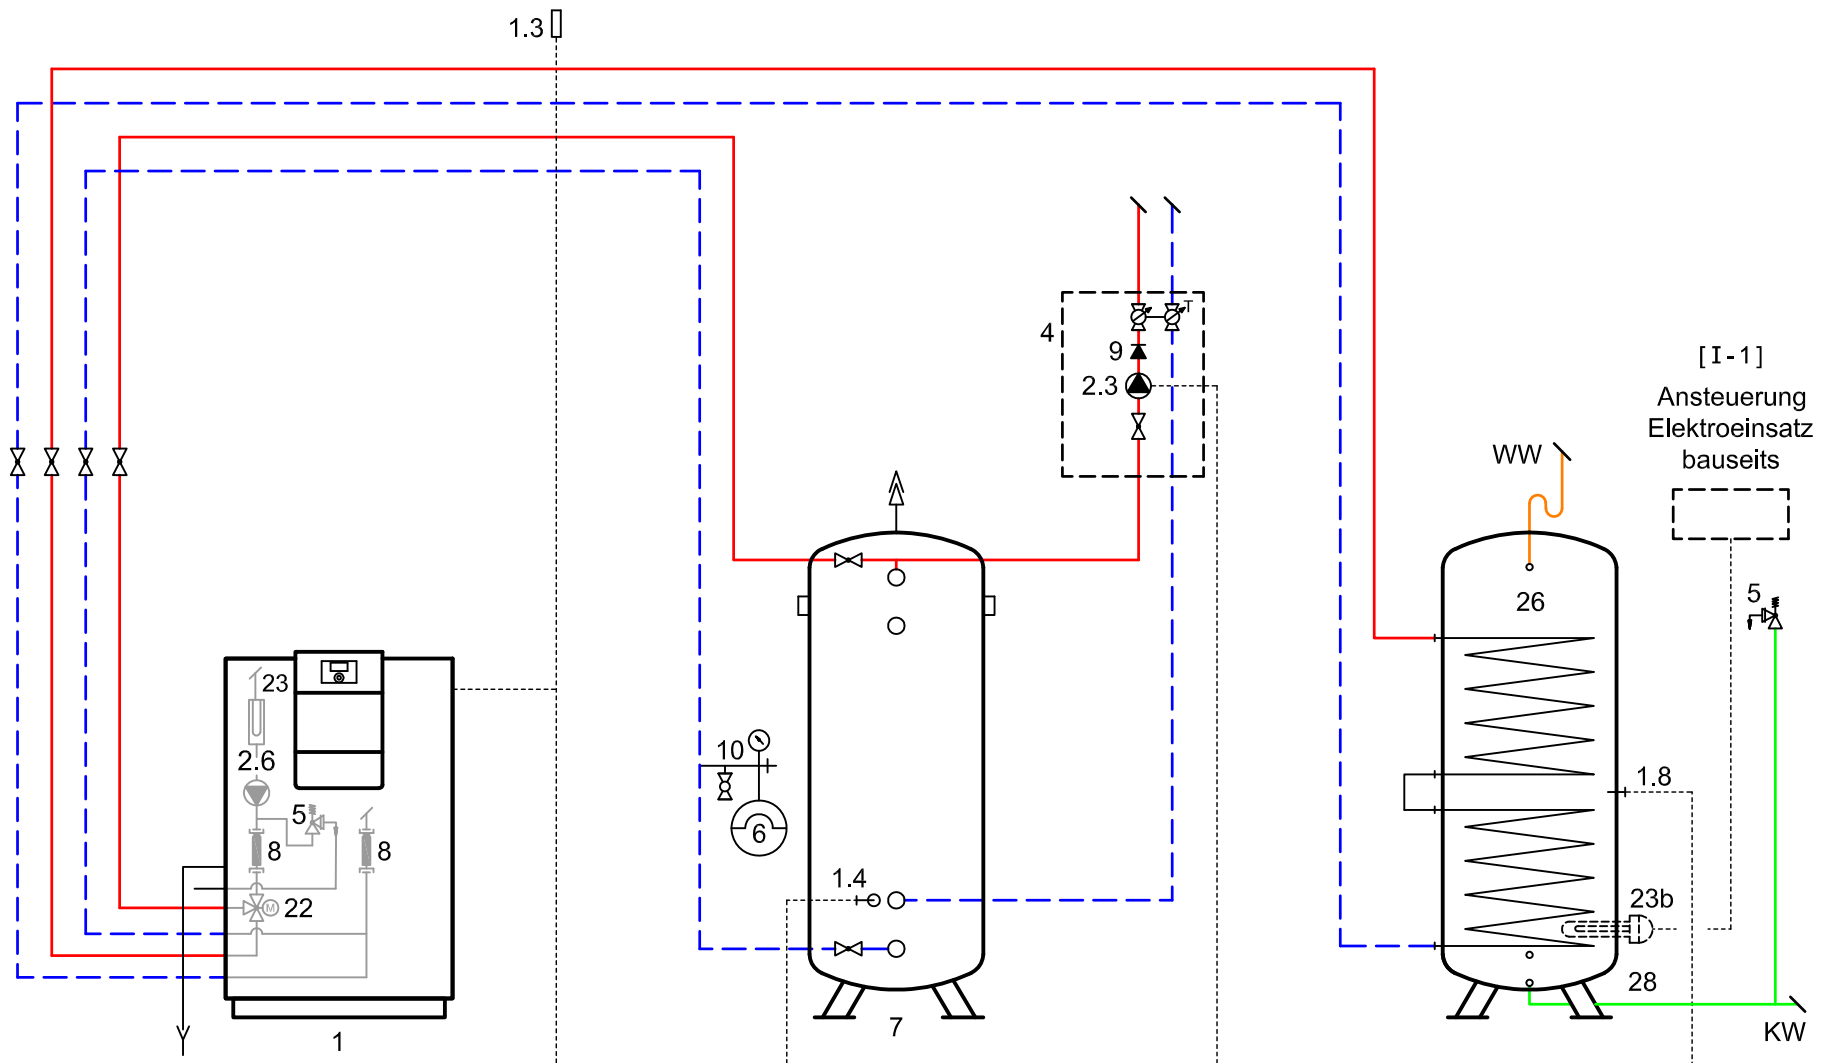 1.3
4
9
2.3
T
[I-1]
Ansteuerung
Elektroeinsatz
bauseits
WW
26
5
23
2.6
5
8
8
22
M
1
10
6
1.4
7
1.8
23b
28
KW